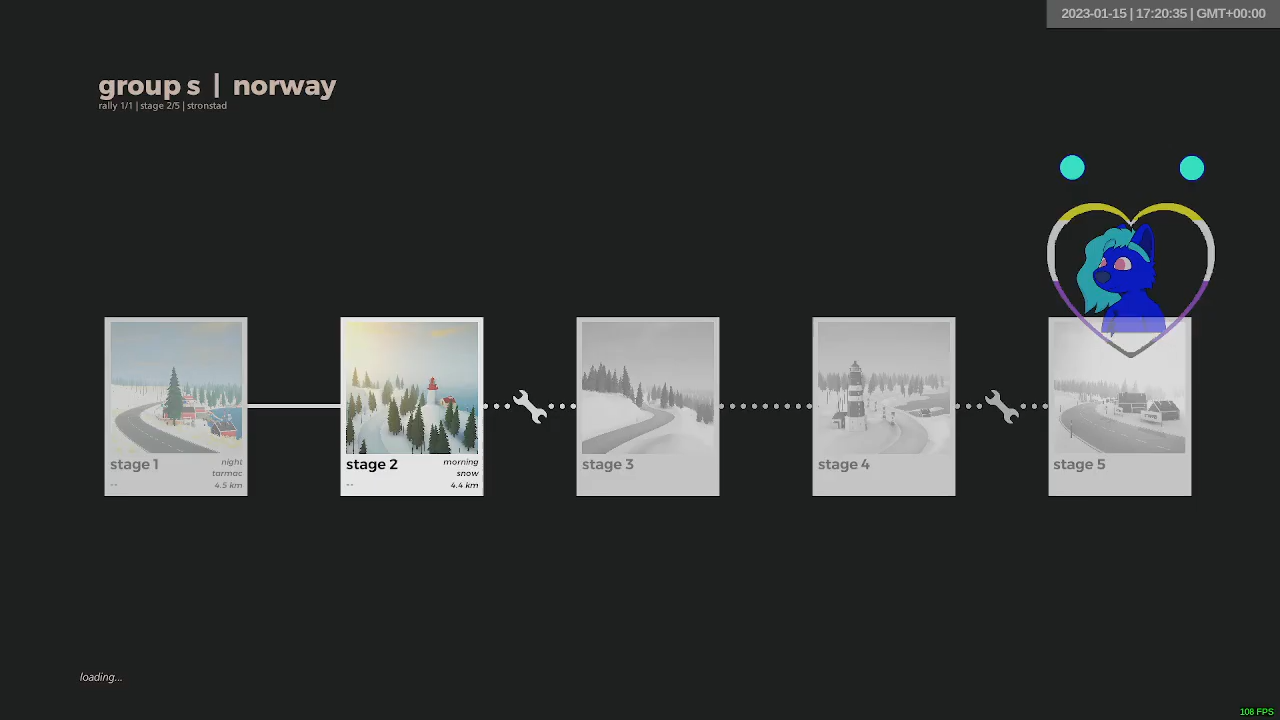 2023-01-15 | 17:20:35 | GMT+00:00
group s | norway
rally 1/1 | stage 2/5 | stronstad
stage 1
night
tarmac
--
4.5 km
stage 2
morning
snow
--
4.4 km
stage 3
stage 4
stage 5
loading...
108 FPS